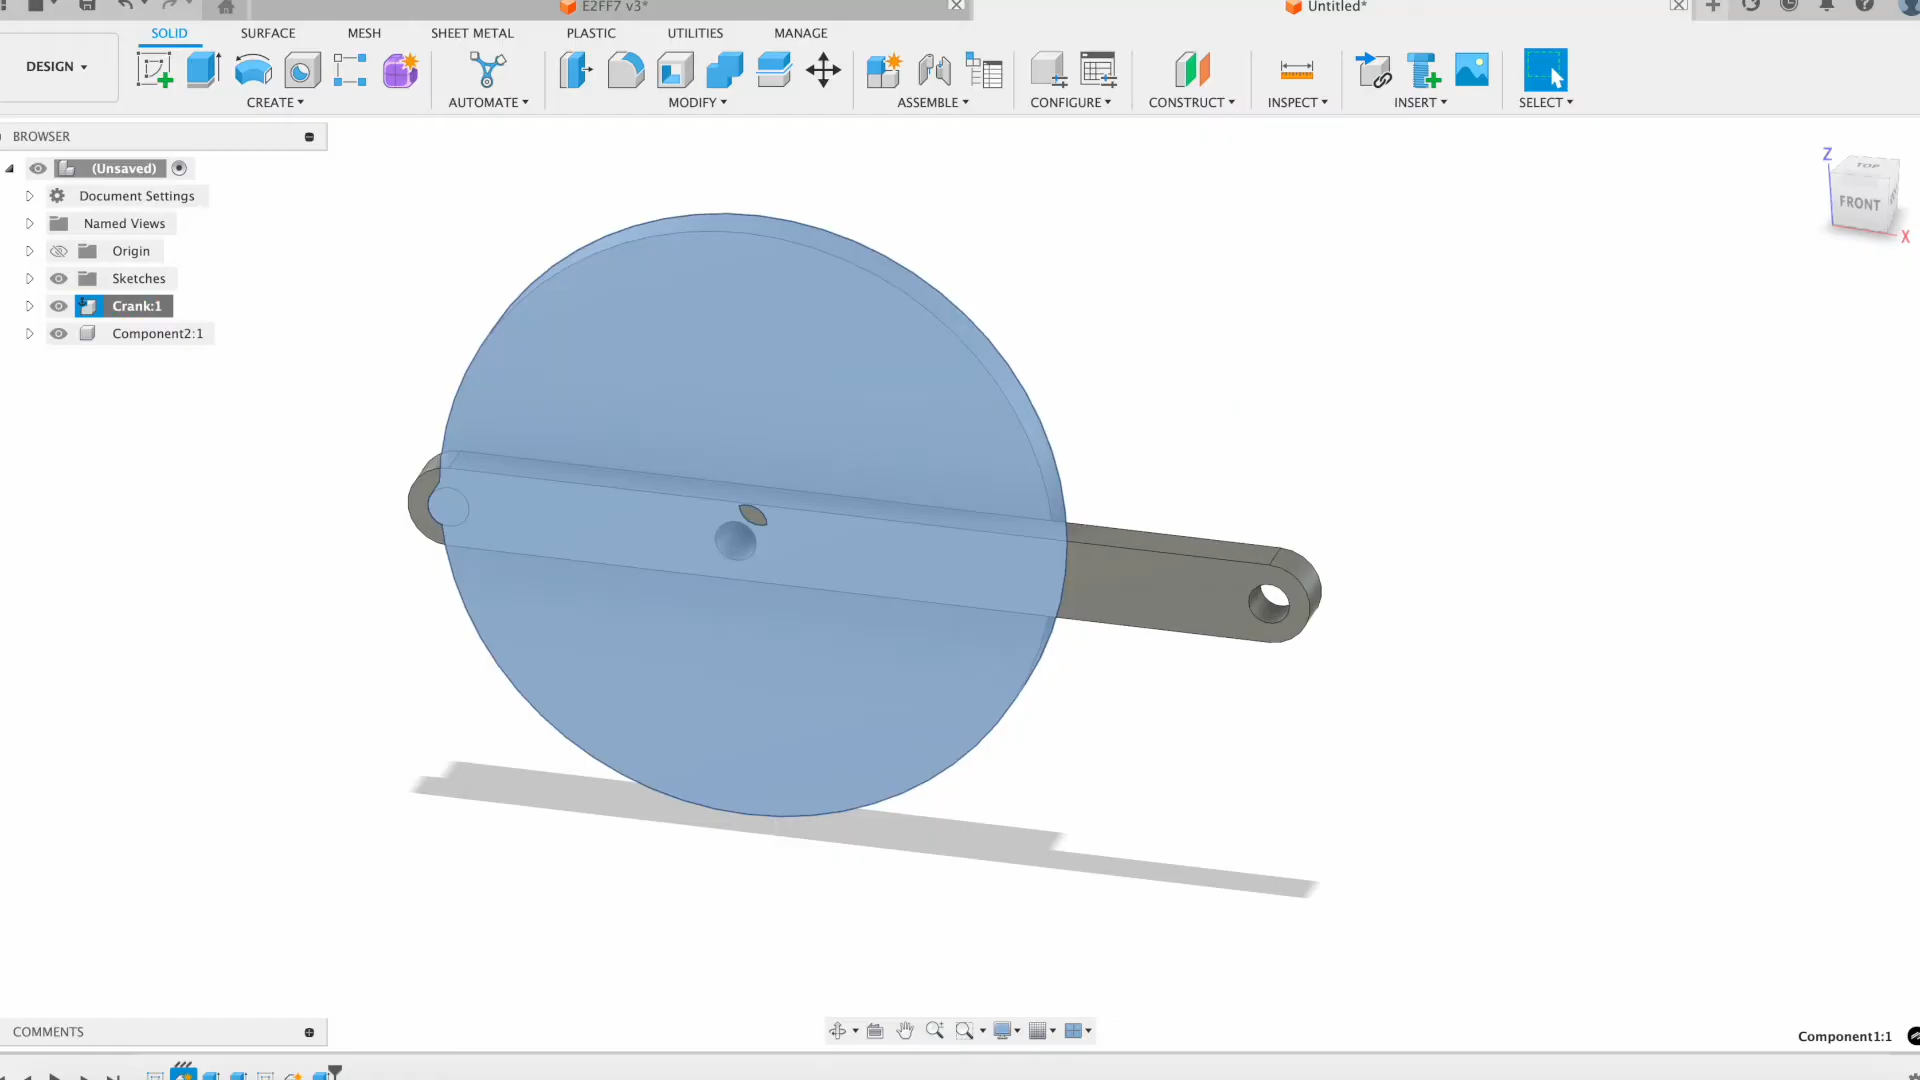 E2FF7 v3*
Untitled*
SOLID SURFACE MESH SHEET METAL PLASTIC UTILITIES MANAGE
DESIGN
CREATE AUTOMATE MODIFY ASSEMBLE CONFIGURE CONSTRUCT INSPECT INSERT SELECT
BROWSER
(Unsaved)
Document Settings
Named Views
Origin
Sketches
Crank:1
Component2:1
Z
TOP
FRONT
X
COMMENTS
Component1:1